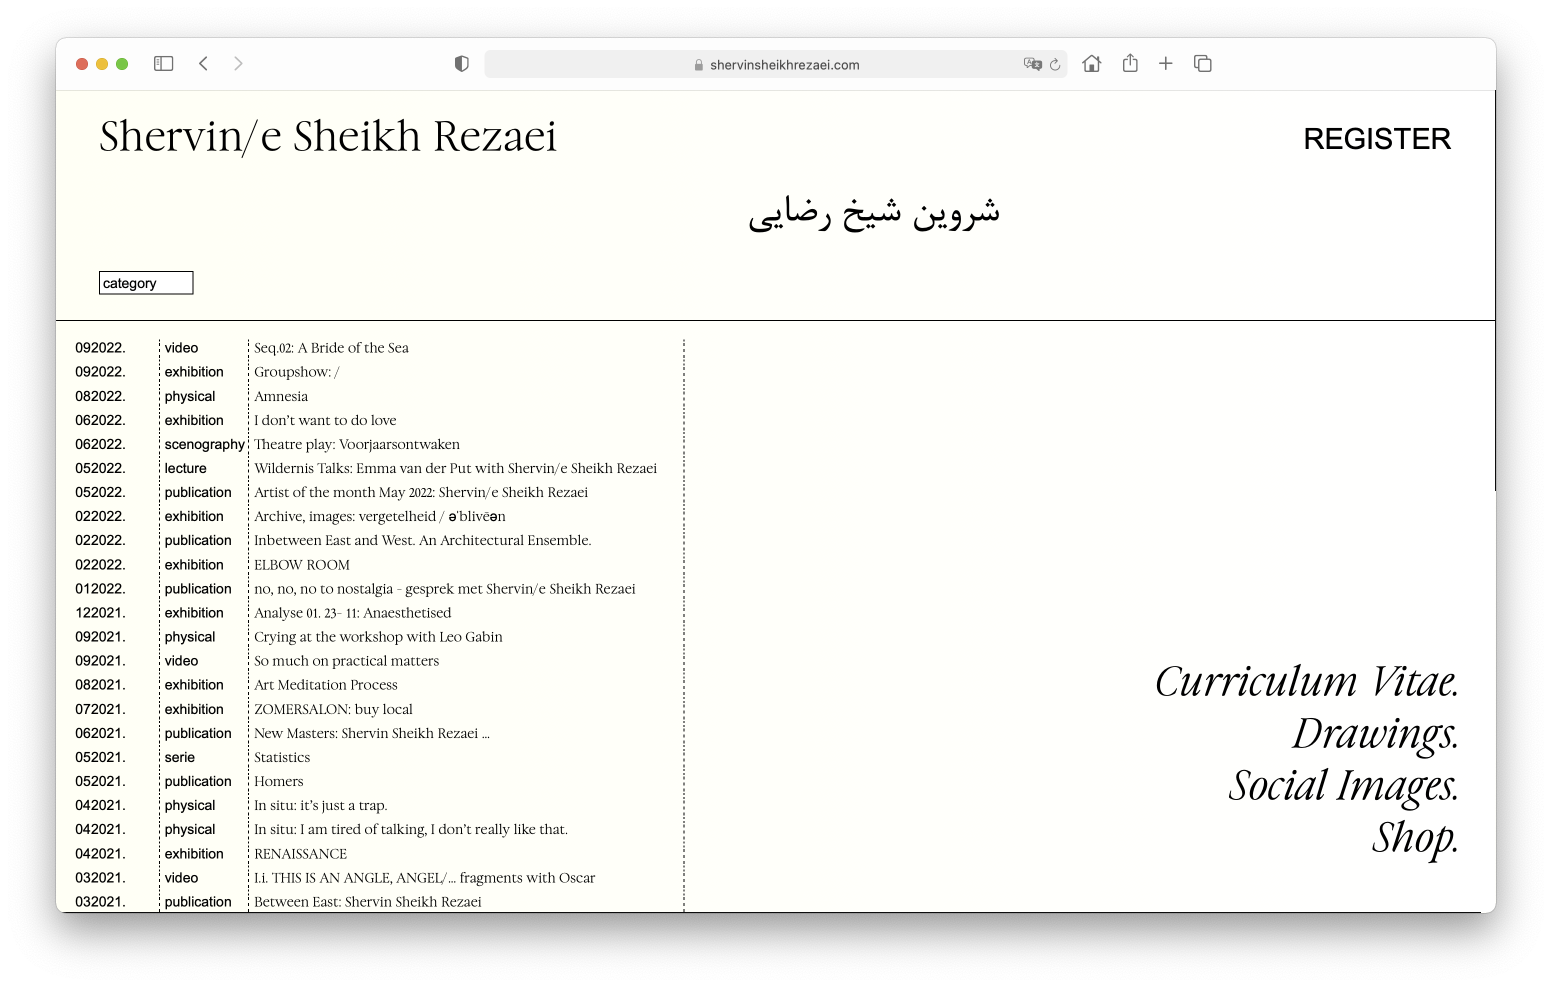 shervinsheikhrezaei.com
Shervin/e Sheikh Rezaei
REGISTER
شروین شیخ رضایی
category
092022. video Seq.02: A Bride of the Sea
092022. exhibition Groupshow: /
082022. physical Amnesia
062022. exhibition I don’t want to do love
062022. scenography Theatre play: Voorjaarsontwaken
052022. lecture Wildernis Talks: Emma van der Put with Shervin/e Sheikh Rezaei
052022. publication Artist of the month May 2022: Shervin/e Sheikh Rezaei
022022. exhibition Archive, images: vergetelheid / ə'blivēən
022022. publication Inbetween East and West. An Architectural Ensemble.
022022. exhibition ELBOW ROOM
012022. publication no, no, no to nostalgia - gesprek met Shervin/e Sheikh Rezaei
122021. exhibition Analyse 01. 23- 11: Anaesthetised
092021. physical Crying at the workshop with Leo Gabin
092021. video So much on practical matters
082021. exhibition Art Meditation Process
072021. exhibition ZOMERSALON: buy local
062021. publication New Masters: Shervin Sheikh Rezaei ...
052021. serie Statistics
052021. publication Homers
042021. physical In situ: it’s just a trap.
042021. physical In situ: I am tired of talking, I don’t really like that.
042021. exhibition RENAISSANCE
032021. video I.i. THIS IS AN ANGLE, ANGEL/... fragments with Oscar
032021. publication Between East: Shervin Sheikh Rezaei
Curriculum Vitae.
Drawings.
Social Images.
Shop.